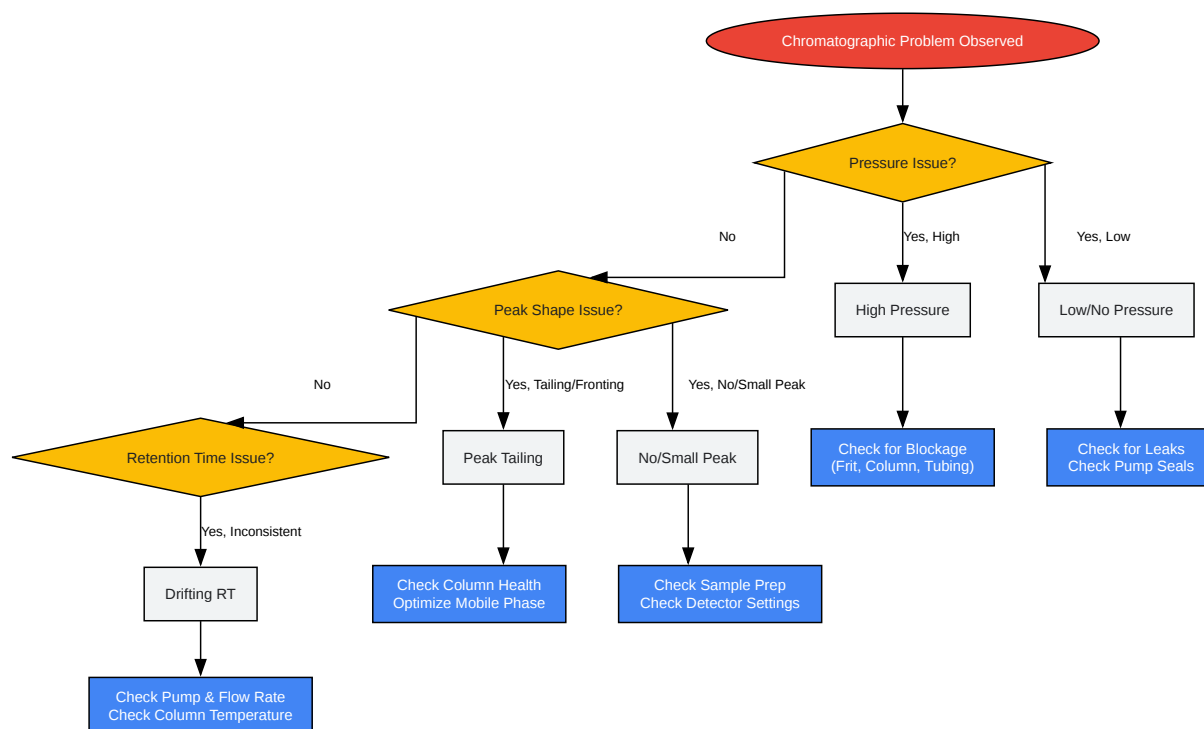 Chromatographic Problem Observed
Pressure Issue?
No
Yes, High
Yes, Low
High Pressure
Low/No Pressure
Peak Shape Issue?
No
Yes, Tailing/Fronting
Yes, No/Small Peak
Check for Blockage
(Frit, Column, Tubing)
Check for Leaks
Check Pump Seals
Retention Time Issue?
Peak Tailing
No/Small Peak
Yes, Inconsistent
Drifting RT
Check Column Health
Optimize Mobile Phase
Check Sample Prep
Check Detector Settings
Check Pump & Flow Rate
Check Column Temperature